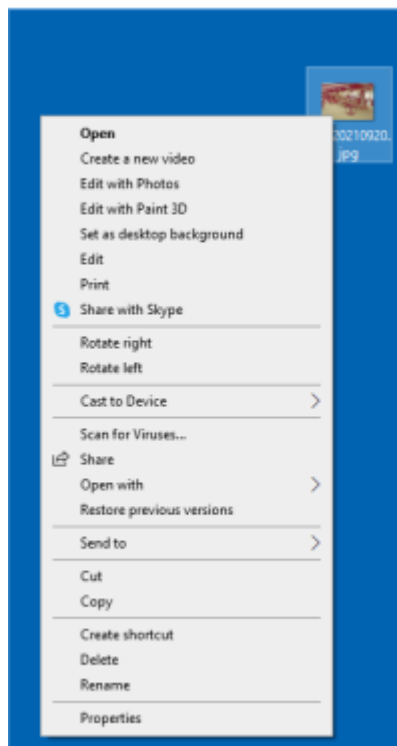 20210920.
jpg
Open
Create a new video
Edit with Photos
Edit with Paint 3D
Set as desktop background
Edit
Print
Share with Skype
Rotate right
Rotate left
Cast to Device
Scan for Viruses...
Share
Open with
Restore previous versions
Send to
Cut
Copy
Create shortcut
Delete
Rename
Properties